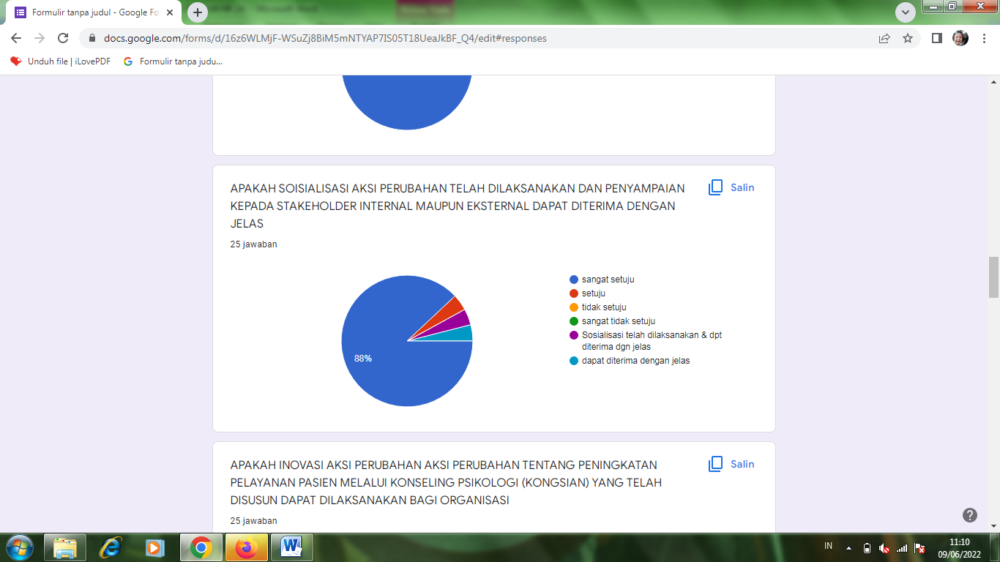 Formulir tanpa judul - Google Fo
docs.google.com/forms/d/16z6WLMjF-WSuZj8BiM5mNTYAP7IS05T18UeaJkBF_Q4/edit#responses
Unduh file | iLovePDF
Formulir tanpa judu...
APAKAH SOISIALISASI AKSI PERUBAHAN TELAH DILAKSANAKAN DAN PENYAMPAIAN
KEPADA STAKEHOLDER INTERNAL MAUPUN EKSTERNAL DAPAT DITERIMA DENGAN
JELAS
Salin
25 jawaban
88%
sangat setuju
setuju
tidak setuju
sangat tidak setuju
Sosialisasi telah dilaksanakan & dpt
diterima dgn jelas
dapat diterima dengan jelas
APAKAH INOVASI AKSI PERUBAHAN AKSI PERUBAHAN TENTANG PENINGKATAN
PELAYANAN PASIEN MELALUI KONSELING PSIKOLOGI (KONGSIAN) YANG TELAH
DISUSUN DAPAT DILAKSANAKAN BAGI ORGANISASI
Salin
25 jawaban
IN
11:10
09/06/2022